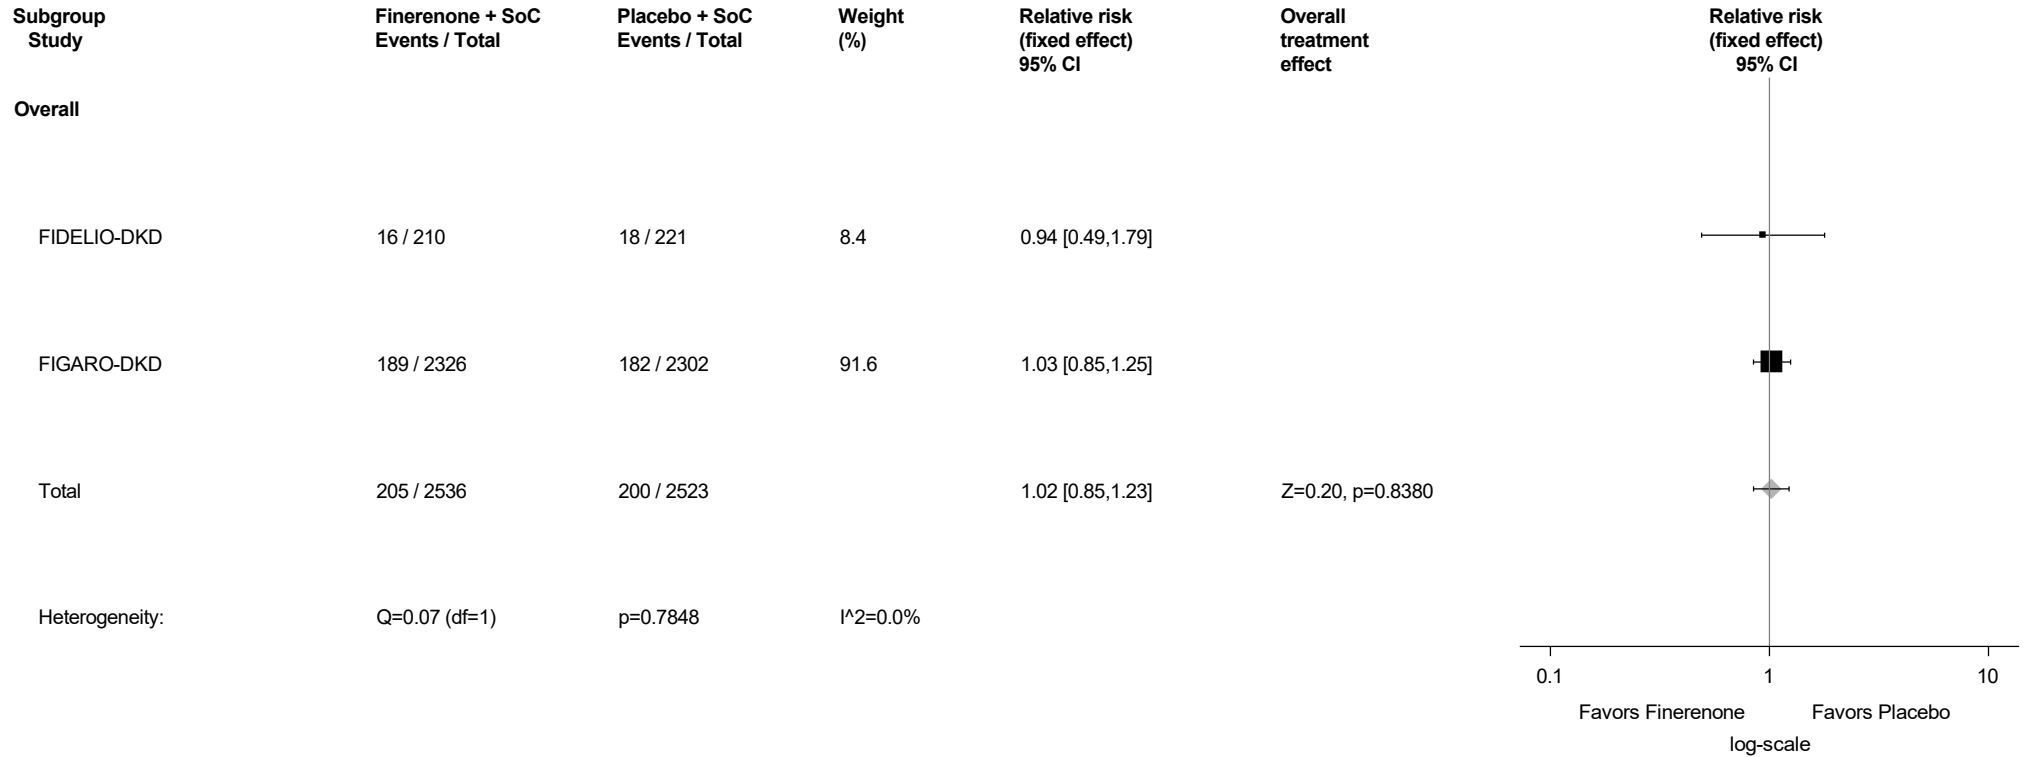 Subgroup Finerenone + SoC Placebo + SoC Weight Relative risk Overall Relative risk
Study Events / Total Events / Total (%) (fixed effect) treatment (fixed effect)
95% CI effect 95% CI
Overall
FIDELIO-DKD 16 / 210 18 / 221 8.4 0.94 [0.49,1.79]
FIGARO-DKD 189 / 2326 182 / 2302 91.6 1.03 [0.85,1.25]
Total 205 / 2536 200 / 2523 1.02 [0.85,1.23] Z=0.20, p=0.8380
Heterogeneity: Q=0.07 (df=1) p=0.7848 I^2=0.0%
0.1 1 10
Favors Finerenone Favors Placebo
log-scale